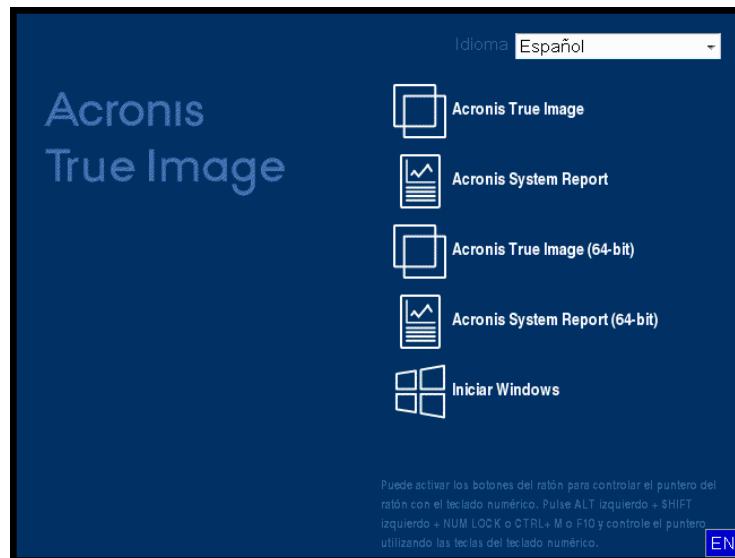 Idioma Español
Acronis
True Image
Acronis True Image
Acronis System Report
Acronis True Image (64-bit)
Acronis System Report (64-bit)
Iniciar Windows
Puede activar los botones del ratón para controlar el puntero del
ratón con el teclado numérico. Pulse ALT izquierdo + SHIFT
izquierdo + NUM LOCK o CTRL+ M o F10 y controle el puntero
utilizando las teclas del teclado numérico.
EN